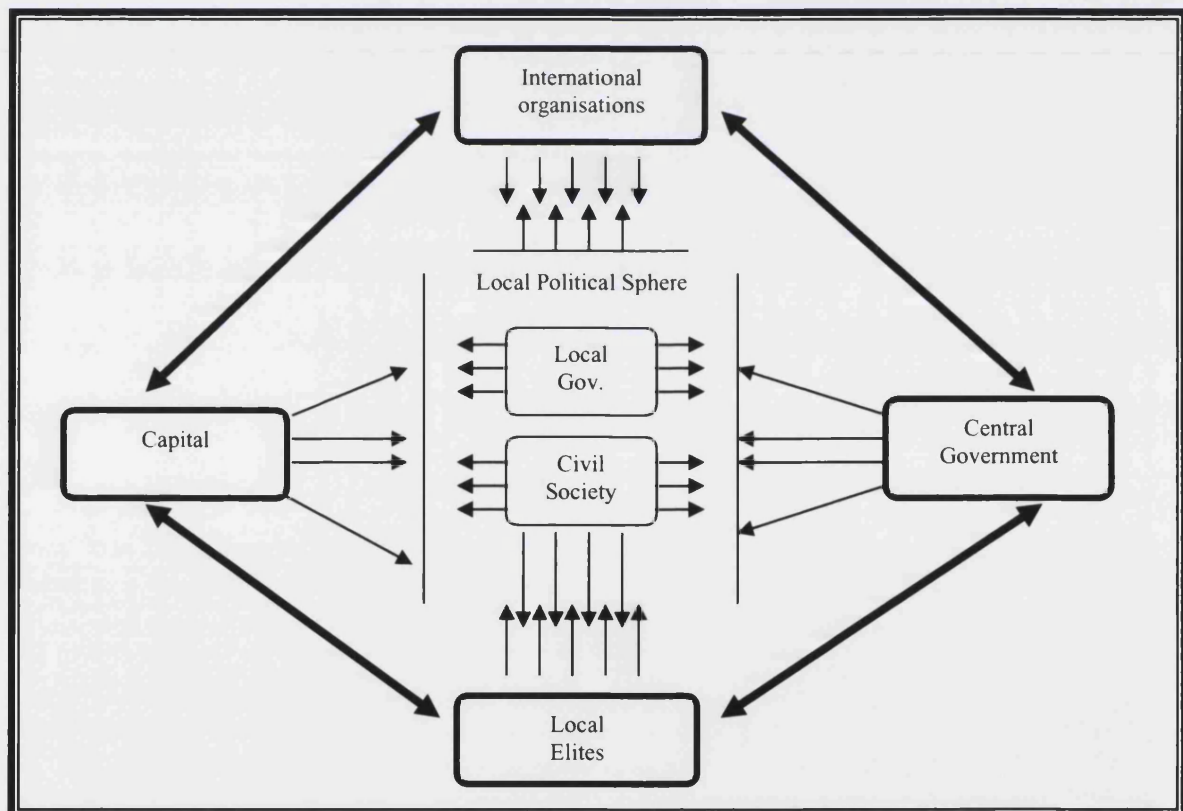 International
organisations
Local Political Sphere
Local
Gov.
Capital
Central
Government
Civil
Society
Local
Elites